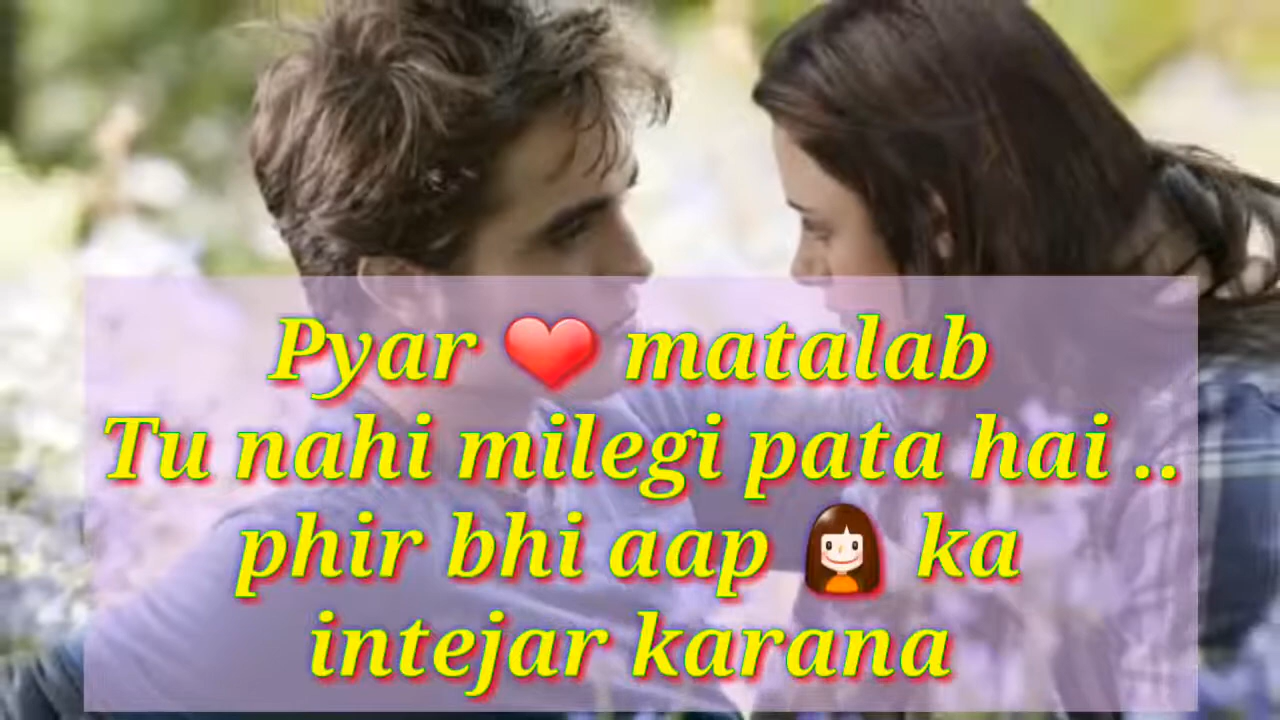 Pyar ❤ matalab
Tu nahi milegi pata hai ..
phir bhi aap 👧 ka
intejar karana